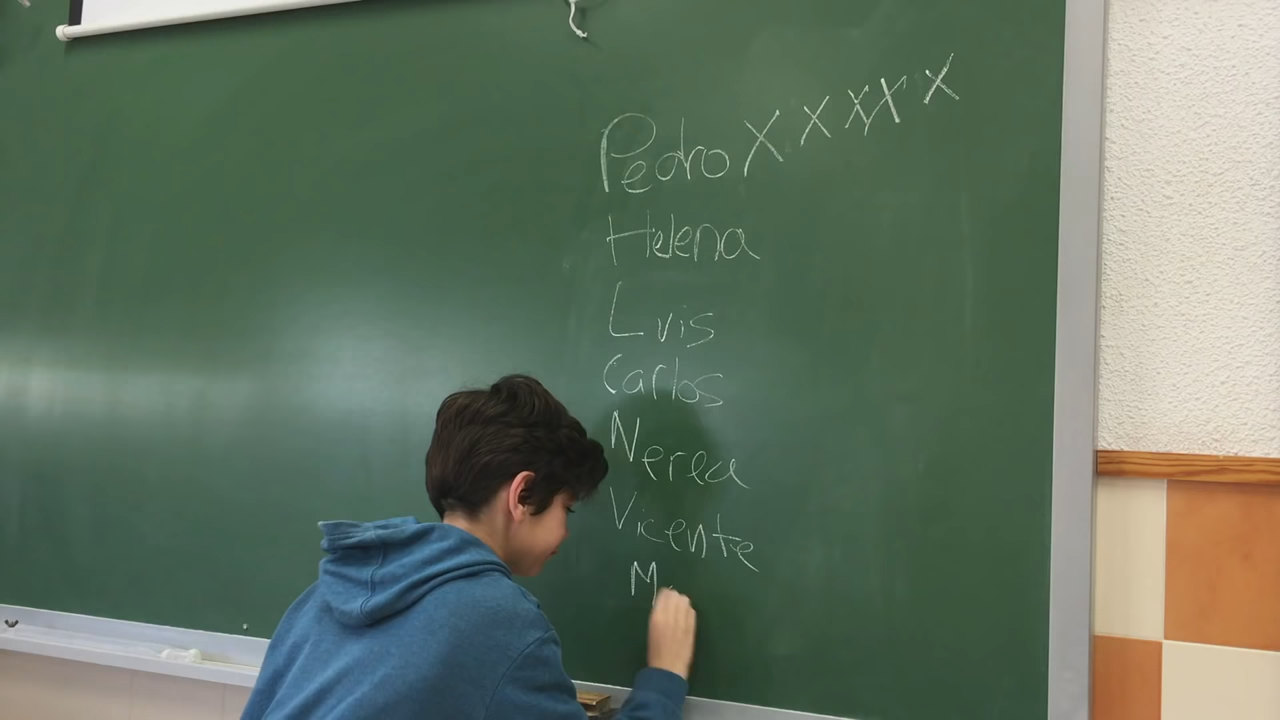 Pedro X X X X X
Helena
Luis
Carlos
Nerea
Vicente
M